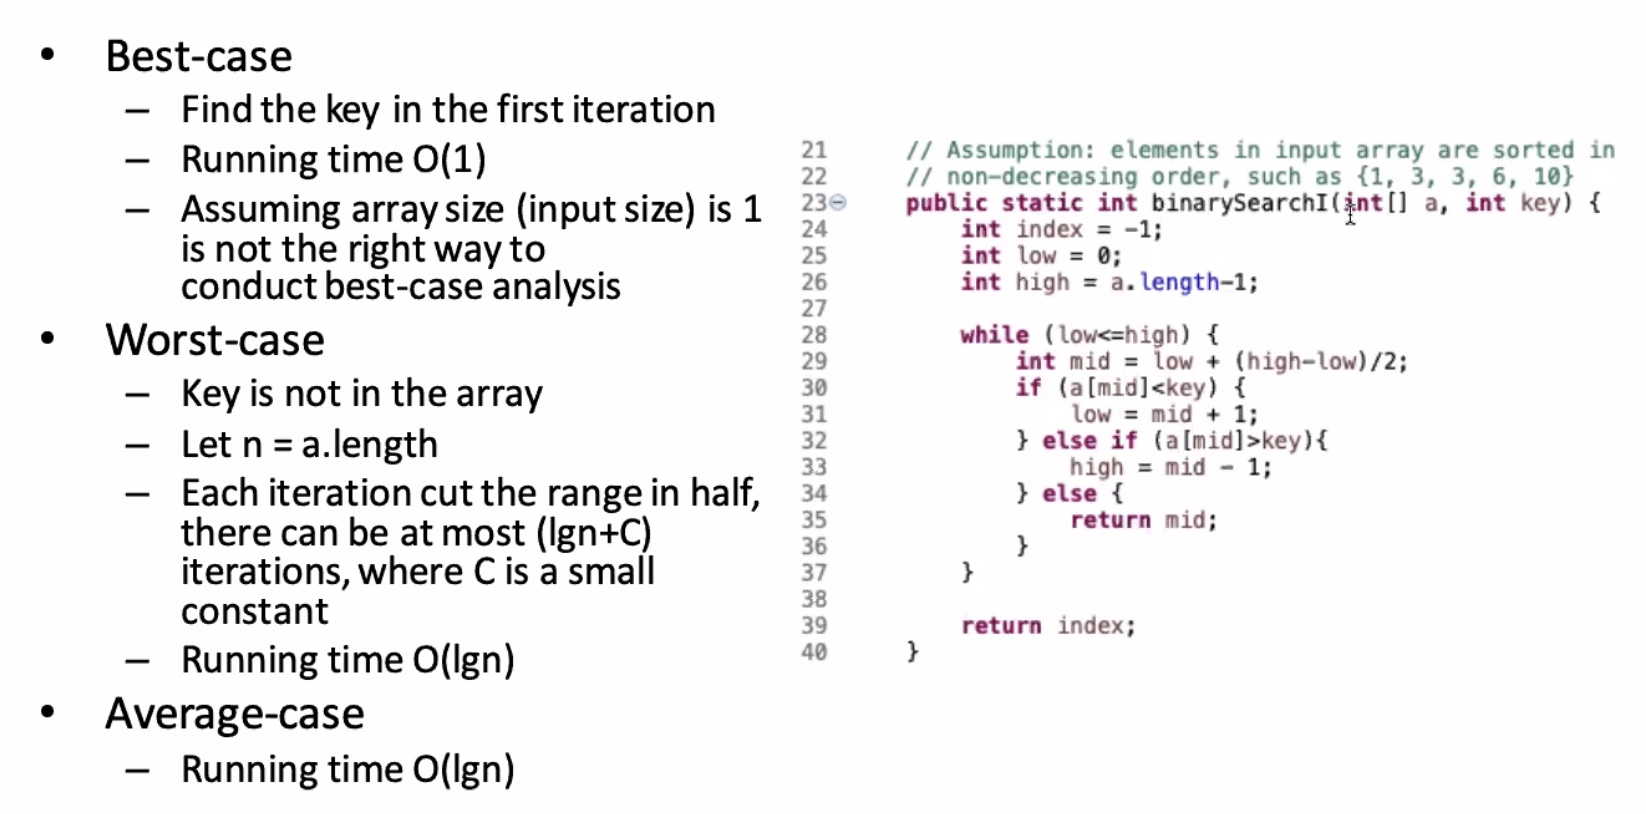 • Best-case
– Find the key in the first iteration
– Running time O(1)
– Assuming array size (input size) is 1
is not the right way to
conduct best-case analysis
• Worst-case
– Key is not in the array
– Let n = a.length
– Each iteration cut the range in half,
there can be at most (lgn+C)
iterations, where C is a small
constant
– Running time O(lgn)
• Average-case
– Running time O(lgn)
21 // Assumption: elements in input array are sorted in
22 // non-decreasing order, such as {1, 3, 3, 6, 10}
23 public static int binarySearchI(int[] a, int key) {
24 int index = -1;
25 int low = 0;
26 int high = a.length-1;
27
28 while (low<=high) {
29 int mid = low + (high-low)/2;
30 if (a[mid]<key) {
31 low = mid + 1;
32 } else if (a[mid]>key){
33 high = mid - 1;
34 } else {
35 return mid;
36 }
37 }
38
39 return index;
40 }